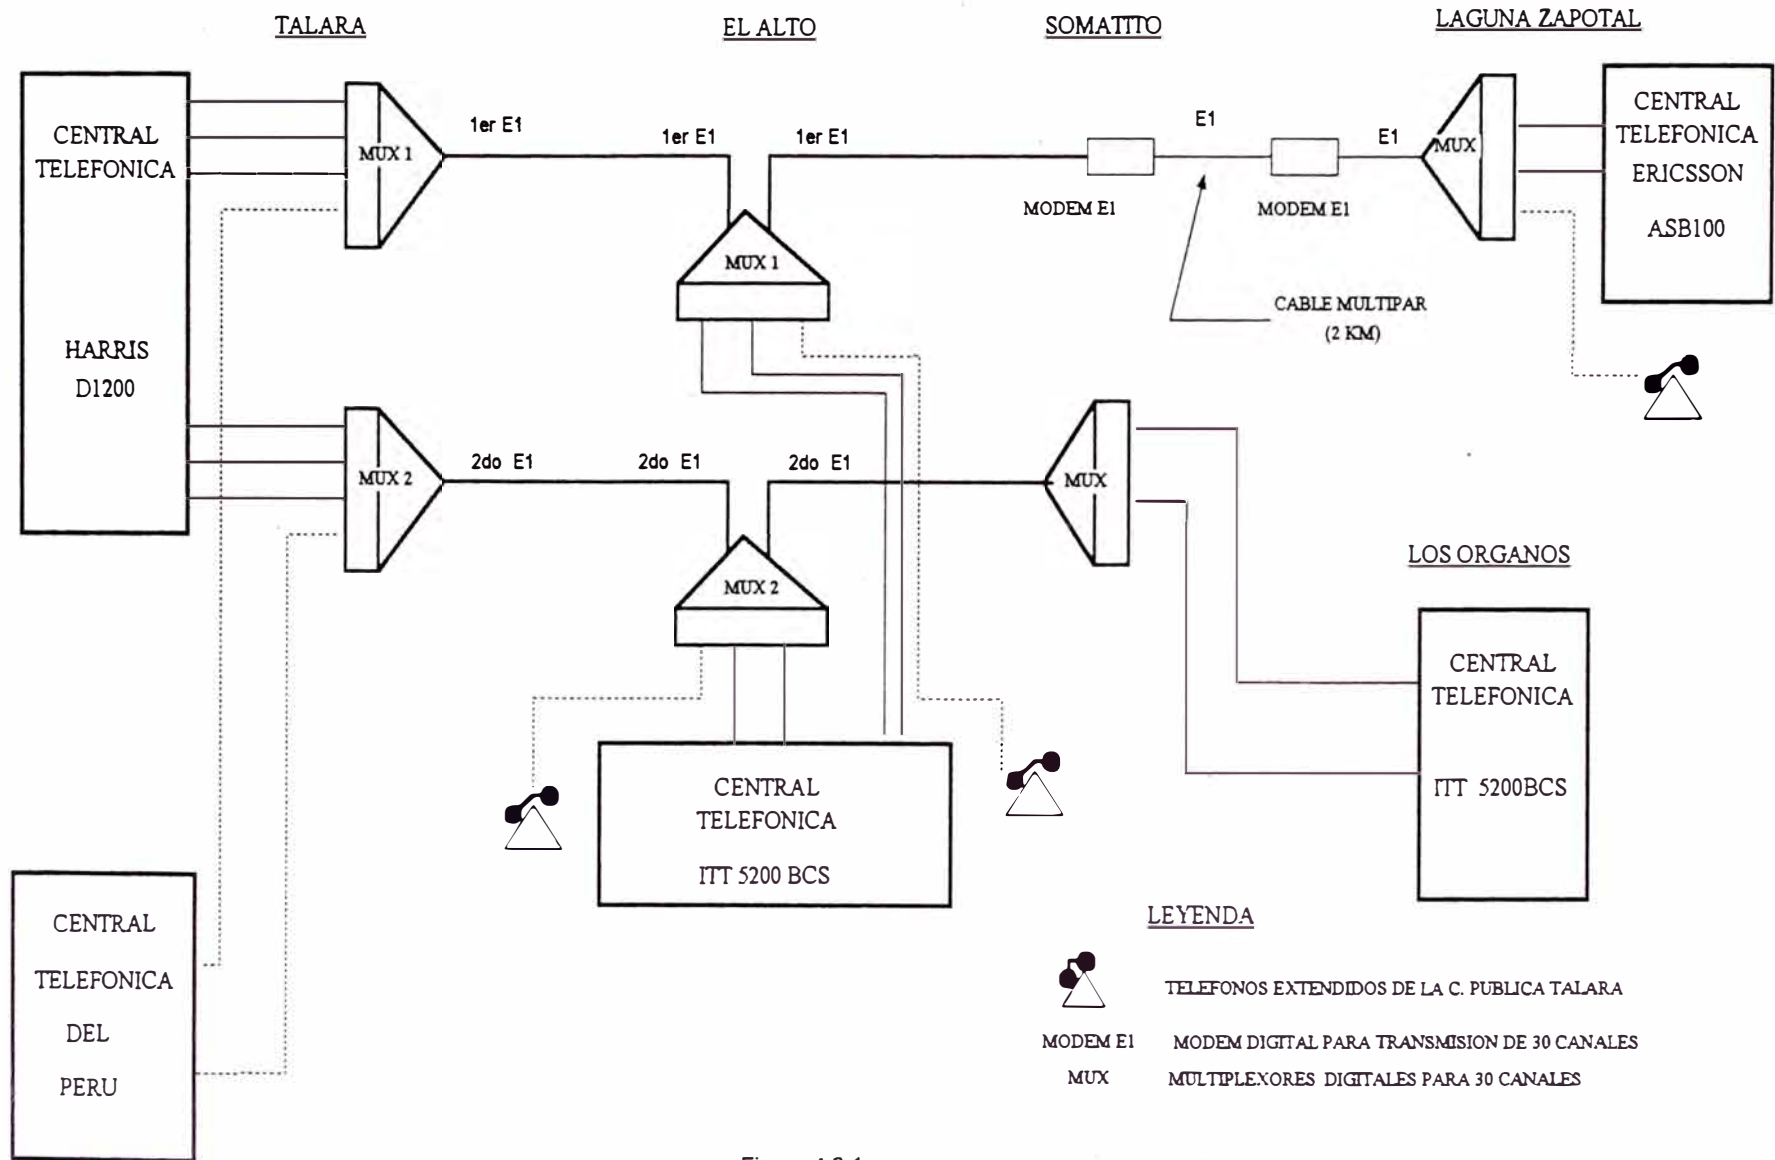 TALARA
EL ALTO
SOMATITO
LAGUNA ZAPOTAL
CENTRAL
TELEFONICA
HARRIS
D1200
MUX 1
1er E1
1er E1
1er E1
MUX 1
MODEM E1
E1
MODEM E1
E1
CABLE MULTIPAR
(2 KM)
MUX
CENTRAL
TELEFONICA
ERICSSON
ASB100
MUX 2
2do E1
2do E1
2do E1
MUX 2
MUX
LOS ORGANOS
CENTRAL
TELEFONICA
ITT 5200BCS
CENTRAL
TELEFONICA
ITT 5200 BCS
CENTRAL
TELEFONICA
DEL
PERU
LEYENDA
TELEFONOS EXTENDIDOS DE LA C. PUBLICA TALARA
MODEM E1 MODEM DIGITAL PARA TRANSMISION DE 30 CANALES
MUX MULTIPLEXORES DIGITALES PARA 30 CANALES